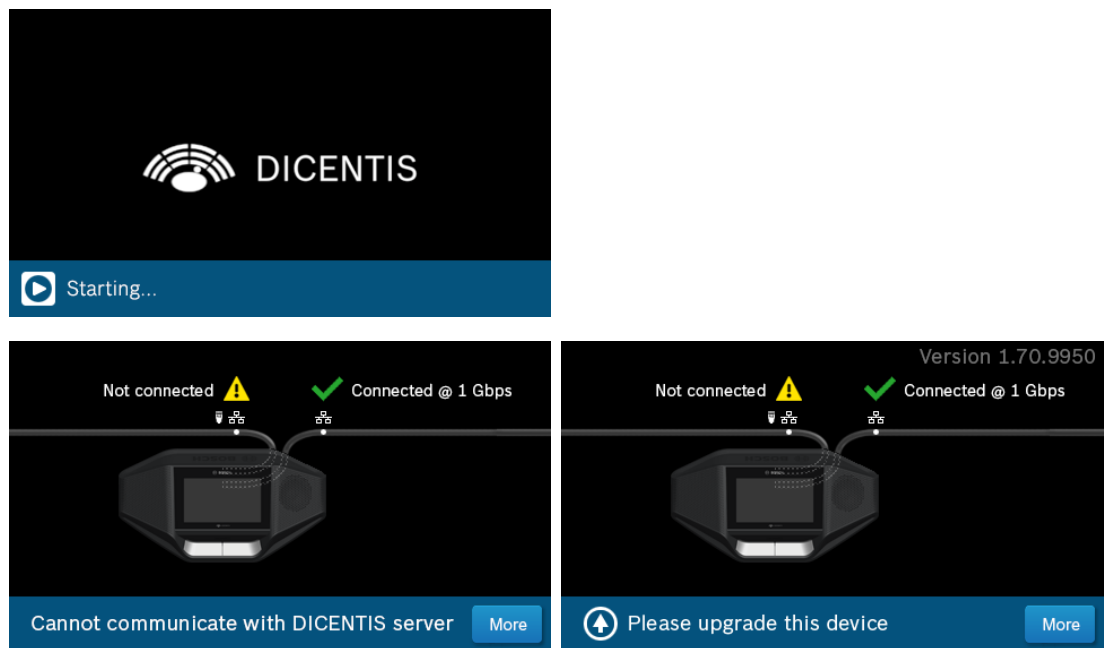 DICENTIS
Starting...
Not connected
Connected @ 1 Gbps
Cannot communicate with DICENTIS server
More
Version 1.70.9950
Not connected
Connected @ 1 Gbps
Please upgrade this device
More